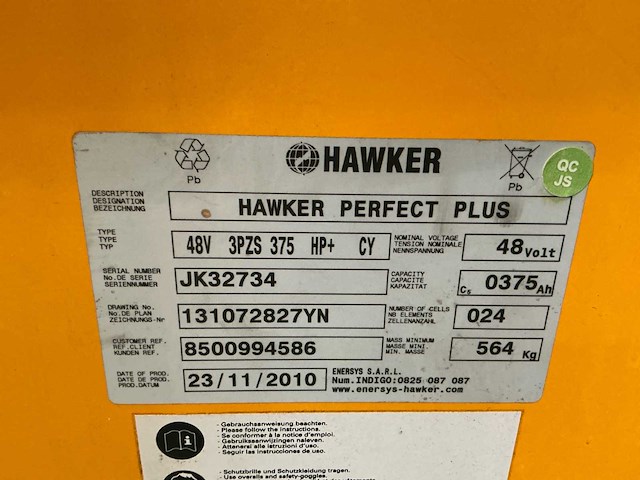 Pb
HAWKER
Pb
QC
JS
DESCRIPTION
DESIGNATION
BEZEICHNUNG
HAWKER PERFECT PLUS
TYPE
TYPE
TYP
48V 3PZS 375 HP+ CY
NOMINAL VOLTAGE
TENSION NOMINALE
NENNSPANNUNG
48Volt
SERIAL NUMBER
No.DE SERIE
SERIENNUMMER
JK32734
CAPACITY
CAPACITE
KAPAZITAT
C5 0375Ah
DRAWING No.
No.DE PLAN
ZEICHNUNGS-Nr
131072827YN
NUMBER OF CELLS
NB ELEMENTS
ZELLENANZAHL
024
CUSTOMER REF.
REF.CLIENT
KUNDEN REF.
8500994586
MASS MINIMUM
MASSE MINI.
MIN. MASSE
564 Kg
DATE OF PROD.
DATE DE PROD.
PROD.DATUM
23/11/2010
ENERSYS S.A.R.L.
Num.INDIGO:0825 087 087
www.enersys-hawker.com
- Gebrauchsanweisung beachten.
- Please follow the instructions.
- Se conformer à la notice d'emploi.
- Gebruikaanwijzingen naleven.
- Attenersi alle istruzioni d'uso.
- Seguir las instrucciones de uso.
- Schutzbrille und Schutzkleidung tragen.
- Use overalls and safety-goggles.